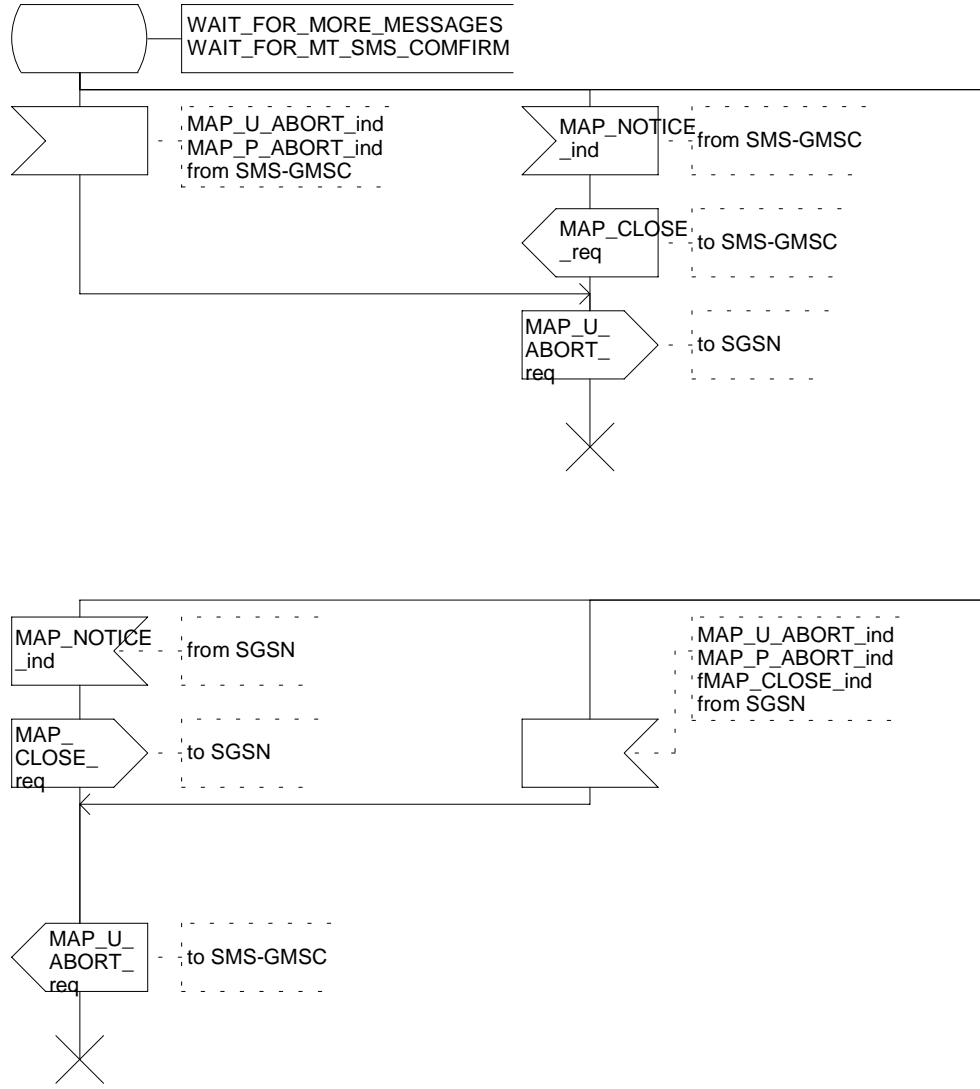 WAIT_FOR_MORE_MESSAGES
WAIT_FOR_MT_SMS_COMFIRM
MAP_U_ABORT_ind
MAP_P_ABORT_ind
from SMS-GMSC
MAP_NOTICE
_ind
from SMS-GMSC
MAP_CLOSE
_req
to SMS-GMSC
MAP_U_
ABORT_
req
to SGSN
MAP_NOTICE
_ind
from SGSN
MAP_U_ABORT_ind
MAP_P_ABORT_ind
fMAP_CLOSE_ind
from SGSN
MAP_
CLOSE_
req
to SGSN
MAP_U_
ABORT_
req
to SMS-GMSC